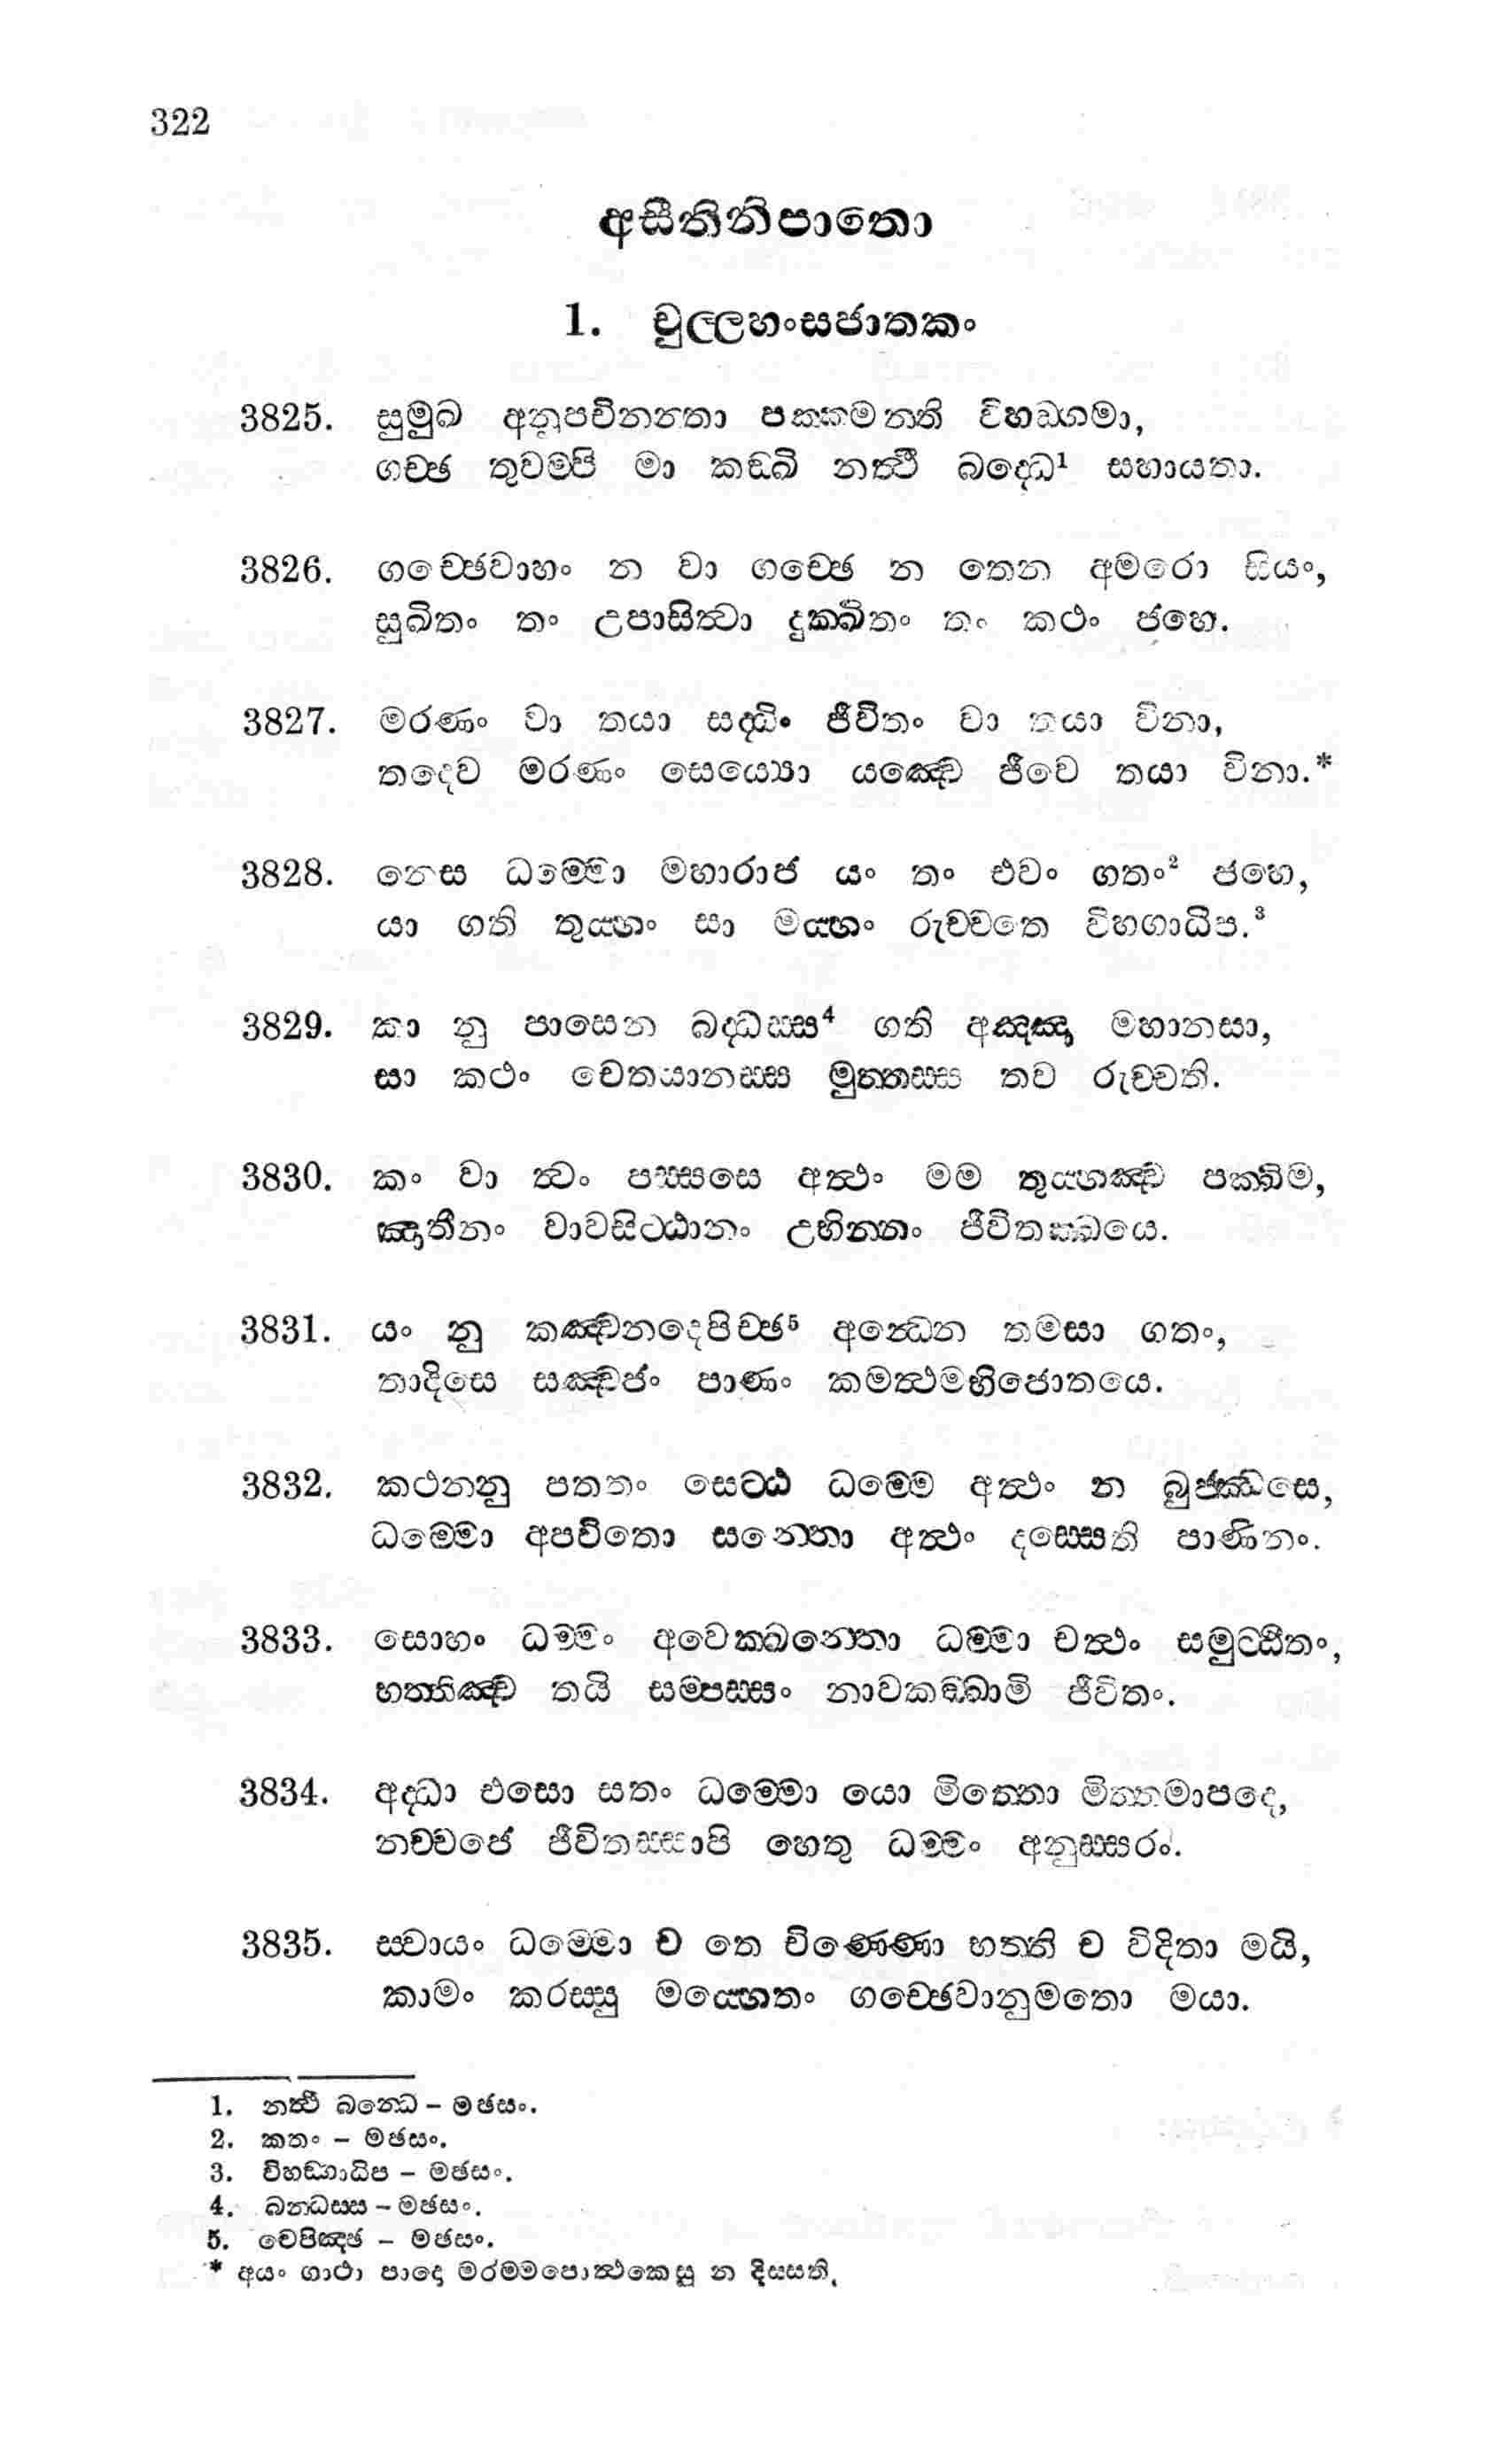 322
අසීතිනිපාතො
1. චුල්ලහංසජාතකං
3825. සුමුඛ අනුපචිනන්තා පක්කමන්ති විහඞ්ගමා,
ගච්ඡ තුවම්පි මා කඞ්ඛි නත්ථි බද්ධෙ¹ සහායතා.
3826. ගච්ඡෙවාහං න වා ගච්ඡෙ න තෙන අමරො සියං,
සුඛිතං තං උපාසිත්වා දුක්ඛිතං තං කථං ජහෙ.
3827. මරණං වා තයා සද්ධිං ජීවිතං වා තයා විනා,
තදෙව මරණං සෙය්‍යො යඤ්චෙ ජීවෙ තයා විනා.*
3828. නෙස ධම්මො මහාරාජ යං තං එවං ගතං² ජහෙ,
යා ගති තුය්හං සා මය්හං රුච්චතෙ විහගාධිප.³
3829. කා නු පාසෙන බද්ධස්ස⁴ ගති අඤ්ඤා මහානසා,
සා කථං චෙතයානස්ස මුත්තස්ස තව රුච්චති.
3830. කං වා ත්වං පස්සසෙ අත්ථං මම තුය්හඤ්ච පක්ඛිම,
ඤාතීනං වාවසිට්ඨානං උභින්නං ජීවිතක්ඛයෙ.
3831. යං නු කඤ්චනදෙපිච්ඡ⁵ අන්ධෙන තමසා ගතං,
තාදිසෙ සඤ්චජං පාණං කමත්ථමභිජොතයෙ.
3832. කථන්නු පතතං සෙට්ඨ ධම්මෙ අත්ථං න බුජ්ඣසෙ,
ධම්මො අපචිතො සන්තො අත්ථං දස්සෙති පාණිනං.
3833. සොහං ධම්මං අවෙක්ඛන්තො ධම්මා චත්ථං සමුට්ඨිතං,
භත්තිඤ්ච තයි සම්පස්සං නාවකඞ්ඛාමි ජීවිතං.
3834. අද්ධා එසො සතං ධම්මො යො මිත්තො මිත්තමාපදෙ,
න‍ච්චජෙ ජීවිතස්සාපි හෙතු ධම්මං අනුස්සරං.
3835. ස්වායං ධම්මො ච තෙ චිණ්ණො භත්ති ච විදිතා මයි,
කාමං කරස්සු මය්හෙතං ගච්ඡෙවානුමතො මයා.
1. නත්ථි බන්ධෙ – මඡසං.
2. කතං – මඡසං.
3. විහඞ්ගාධිප – මඡසං.
4. බන්ධස්ස – මඡසං.
5. චෙපිඤ්ඡ – මඡසං.
* අයං ගාථා පාදො මරම්මපොත්ථකෙසු න දිස්සති.